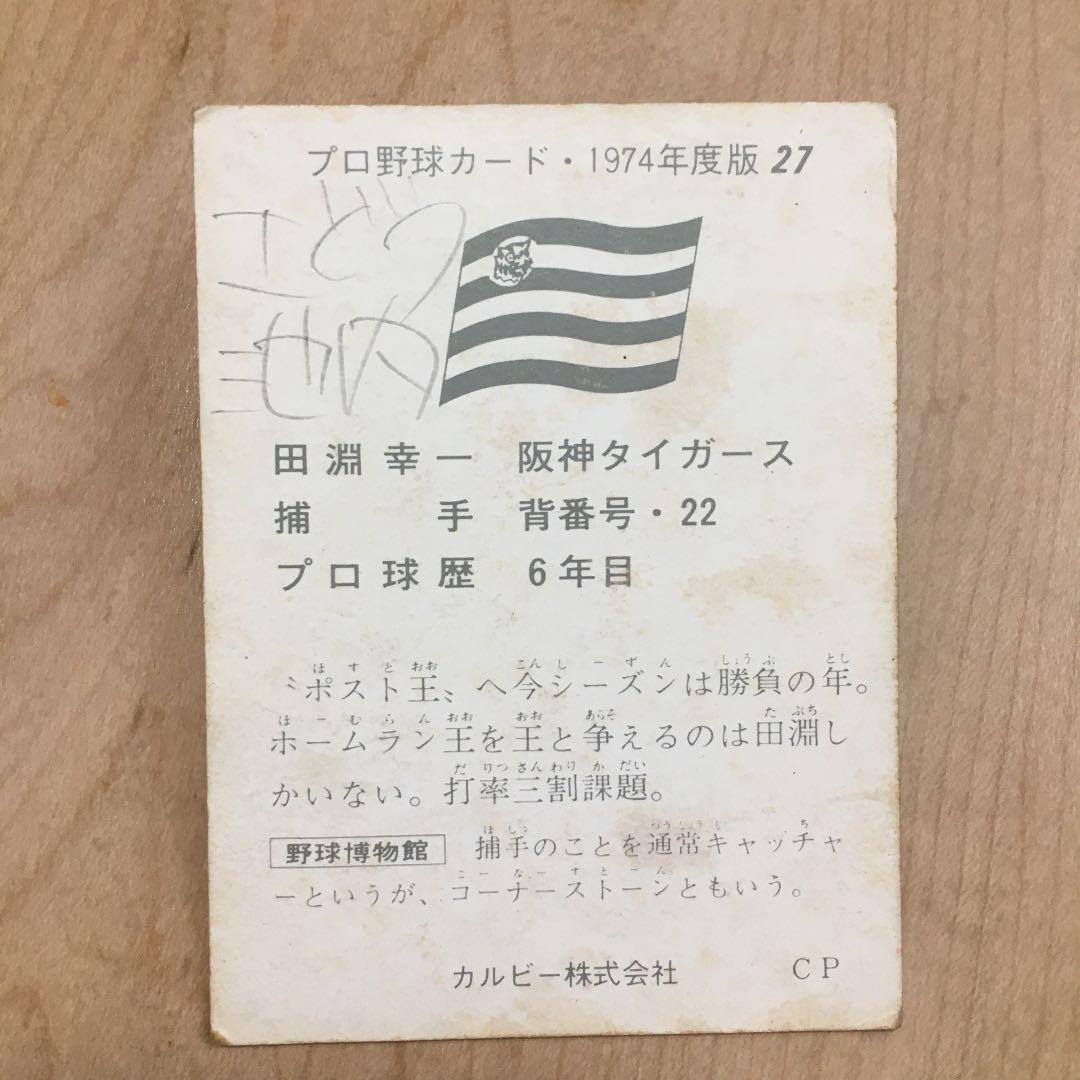 プロ野球カード・1974年度版 27
田淵幸一 阪神タイガース
捕手 背番号・22
プロ球歴 6年目
〝ポスト王〟へ今シーズンは勝負の年。
ホームラン王を王と争えるのは田淵し
かいない。打率三割課題。
野球博物館 捕手のことを通常キャッチャ
ーというが、コーナーストーンともいう。
カルビー株式会社 CP